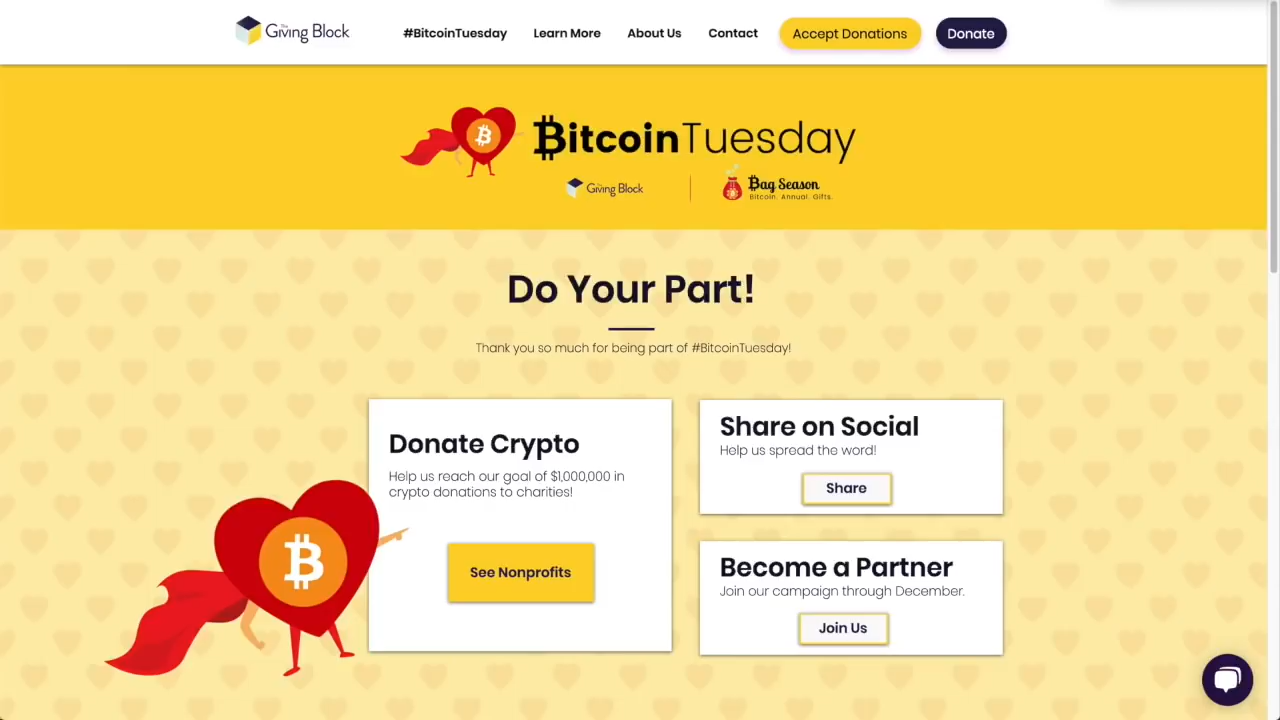 The Giving Block
#BitcoinTuesday
Learn More
About Us
Contact
Accept Donations
Donate
₿itcoinTuesday
The Giving Block
₿ag Season
Bitcoin. Annual. Gifts.
Do Your Part!
Thank you so much for being part of #BitcoinTuesday!
Donate Crypto
Help us reach our goal of $1,000,000 in
crypto donations to charities!
See Nonprofits
Share on Social
Help us spread the word!
Share
Become a Partner
Join our campaign through December.
Join Us